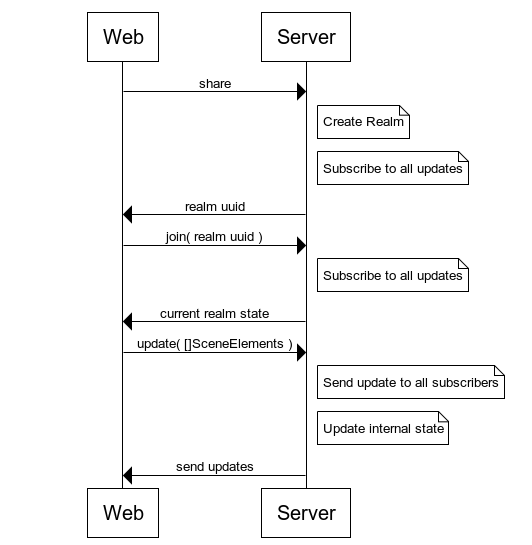 Web
Server
share
Create Realm
Subscribe to all updates
realm uuid
join( realm uuid )
Subscribe to all updates
current realm state
update( []SceneElements )
Send update to all subscribers
Update internal state
send updates
Web
Server